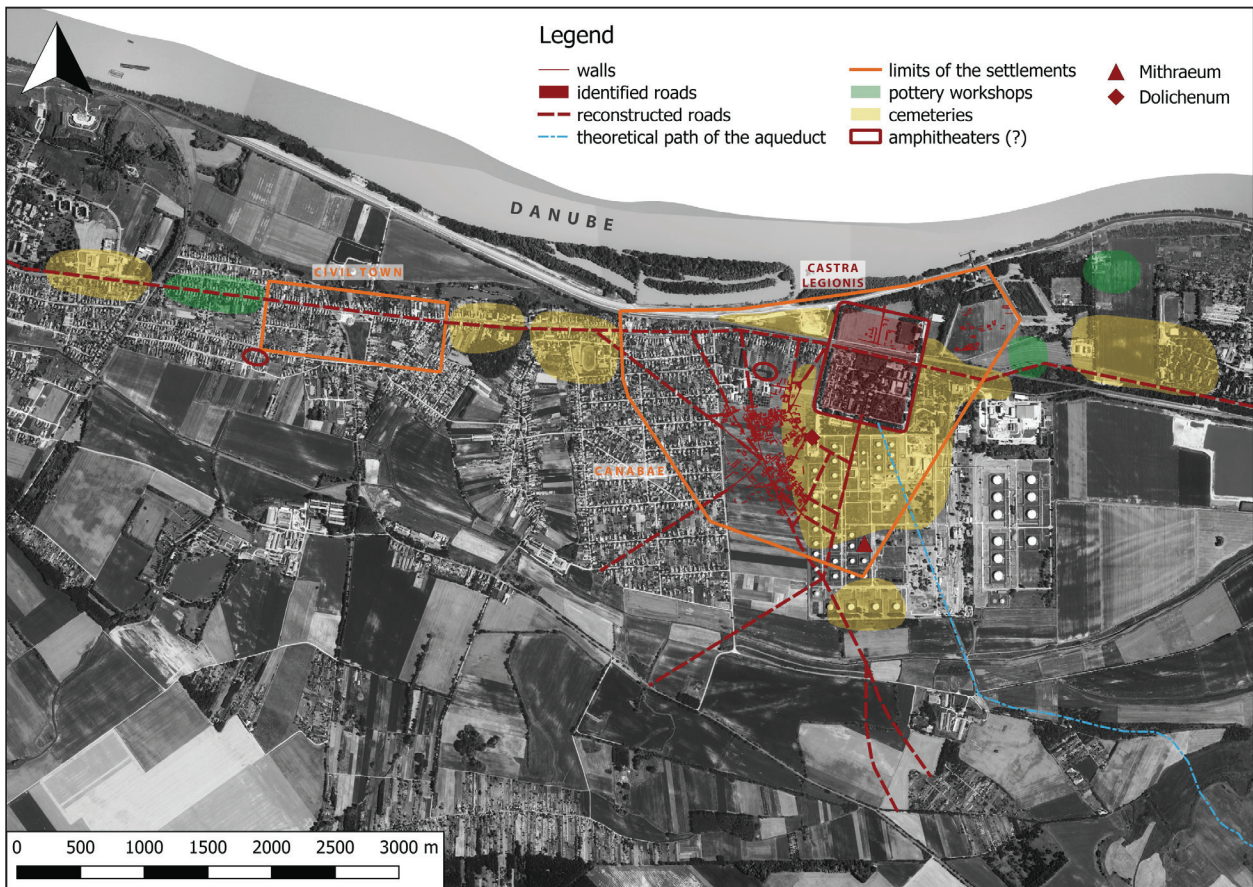 Legend
walls
identified roads
reconstructed roads
theoretical path of the aqueduct
limits of the settlements
pottery workshops
cemeteries
amphitheaters (?)
Mithraeum
Dolichenum
DANUBE
CIVIL TOWN
CASTRA
LEGIONIS
CANABAE
0 500 1000 1500 2000 2500 3000 m